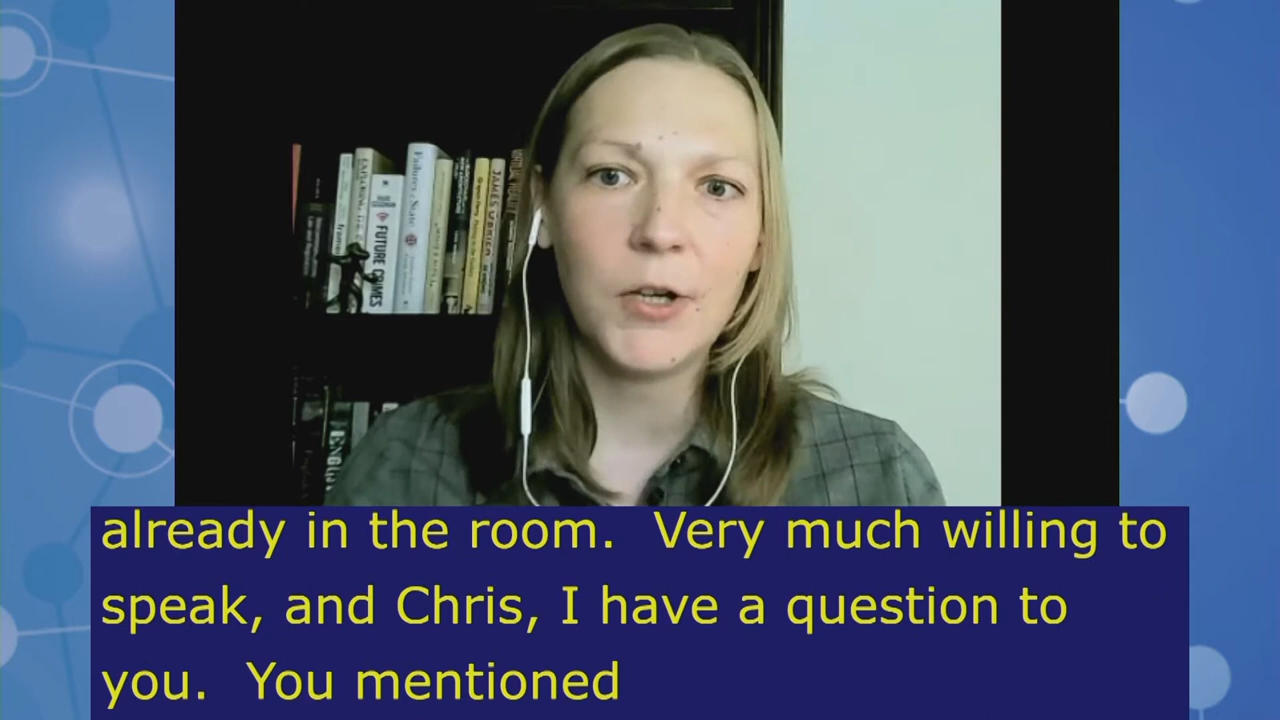 Failures of State
FUTURE CRIMES
JAMES
already in the room.  Very much willing to
speak, and Chris, I have a question to
you.  You mentioned